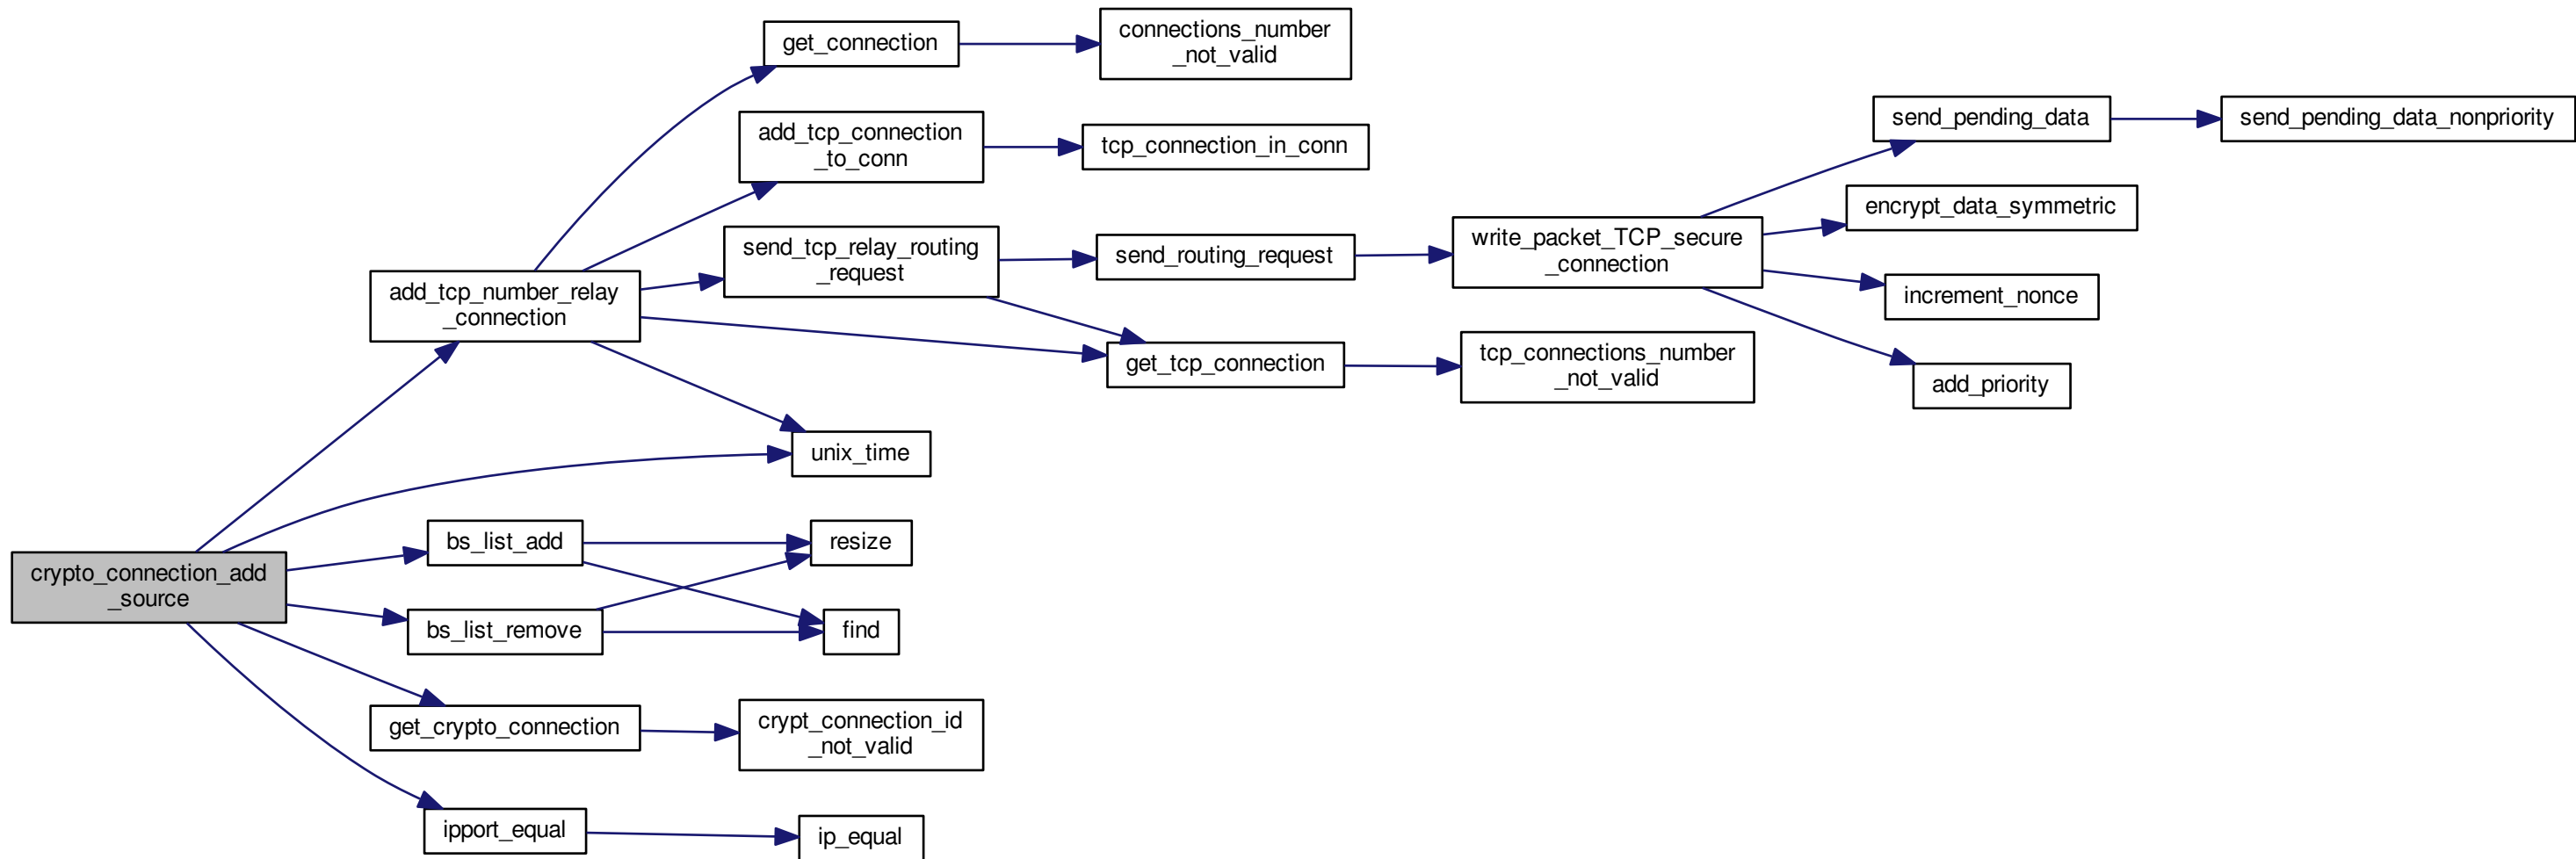 get_connection
connections_number
_not_valid
add_tcp_connection
_to_conn
tcp_connection_in_conn
send_pending_data
send_pending_data_nonpriority
encrypt_data_symmetric
send_tcp_relay_routing
_request
send_routing_request
write_packet_TCP_secure
_connection
increment_nonce
add_tcp_number_relay
_connection
get_tcp_connection
tcp_connections_number
_not_valid
add_priority
unix_time
crypto_connection_add
_source
bs_list_add
resize
bs_list_remove
find
get_crypto_connection
crypt_connection_id
_not_valid
ipport_equal
ip_equal